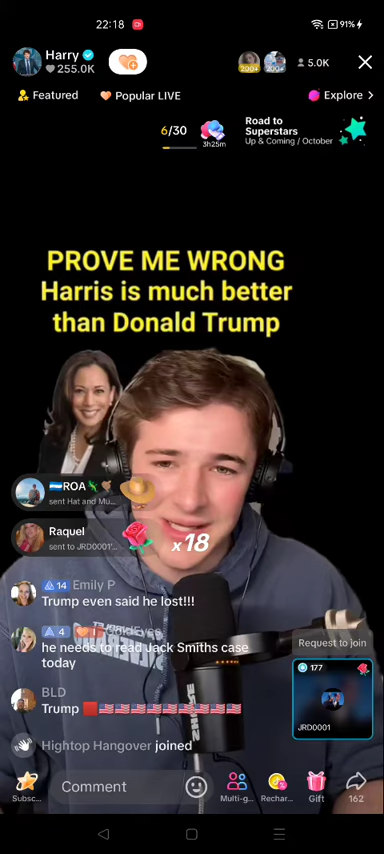 22:18
91%
Harry
255.0K
200+
200+
5.0K
Featured
Popular LIVE
Explore
6/30
3h25m
Road to
Superstars
Up & Coming / October
PROVE ME WRONG
Harris is much better
than Donald Trump
ROA
sent Hat and Mu...
Raquel
sent to JRD0001'...
x18
14 Emily P
Trump even said he lost!!!
4
he needs to read Jack Smiths case
today
BLD
Trump
Hightop Hangover joined
SHURE
Request to join
177
JRD0001
Comment
Subsc...
Multi-g...
Rechar...
Gift
162